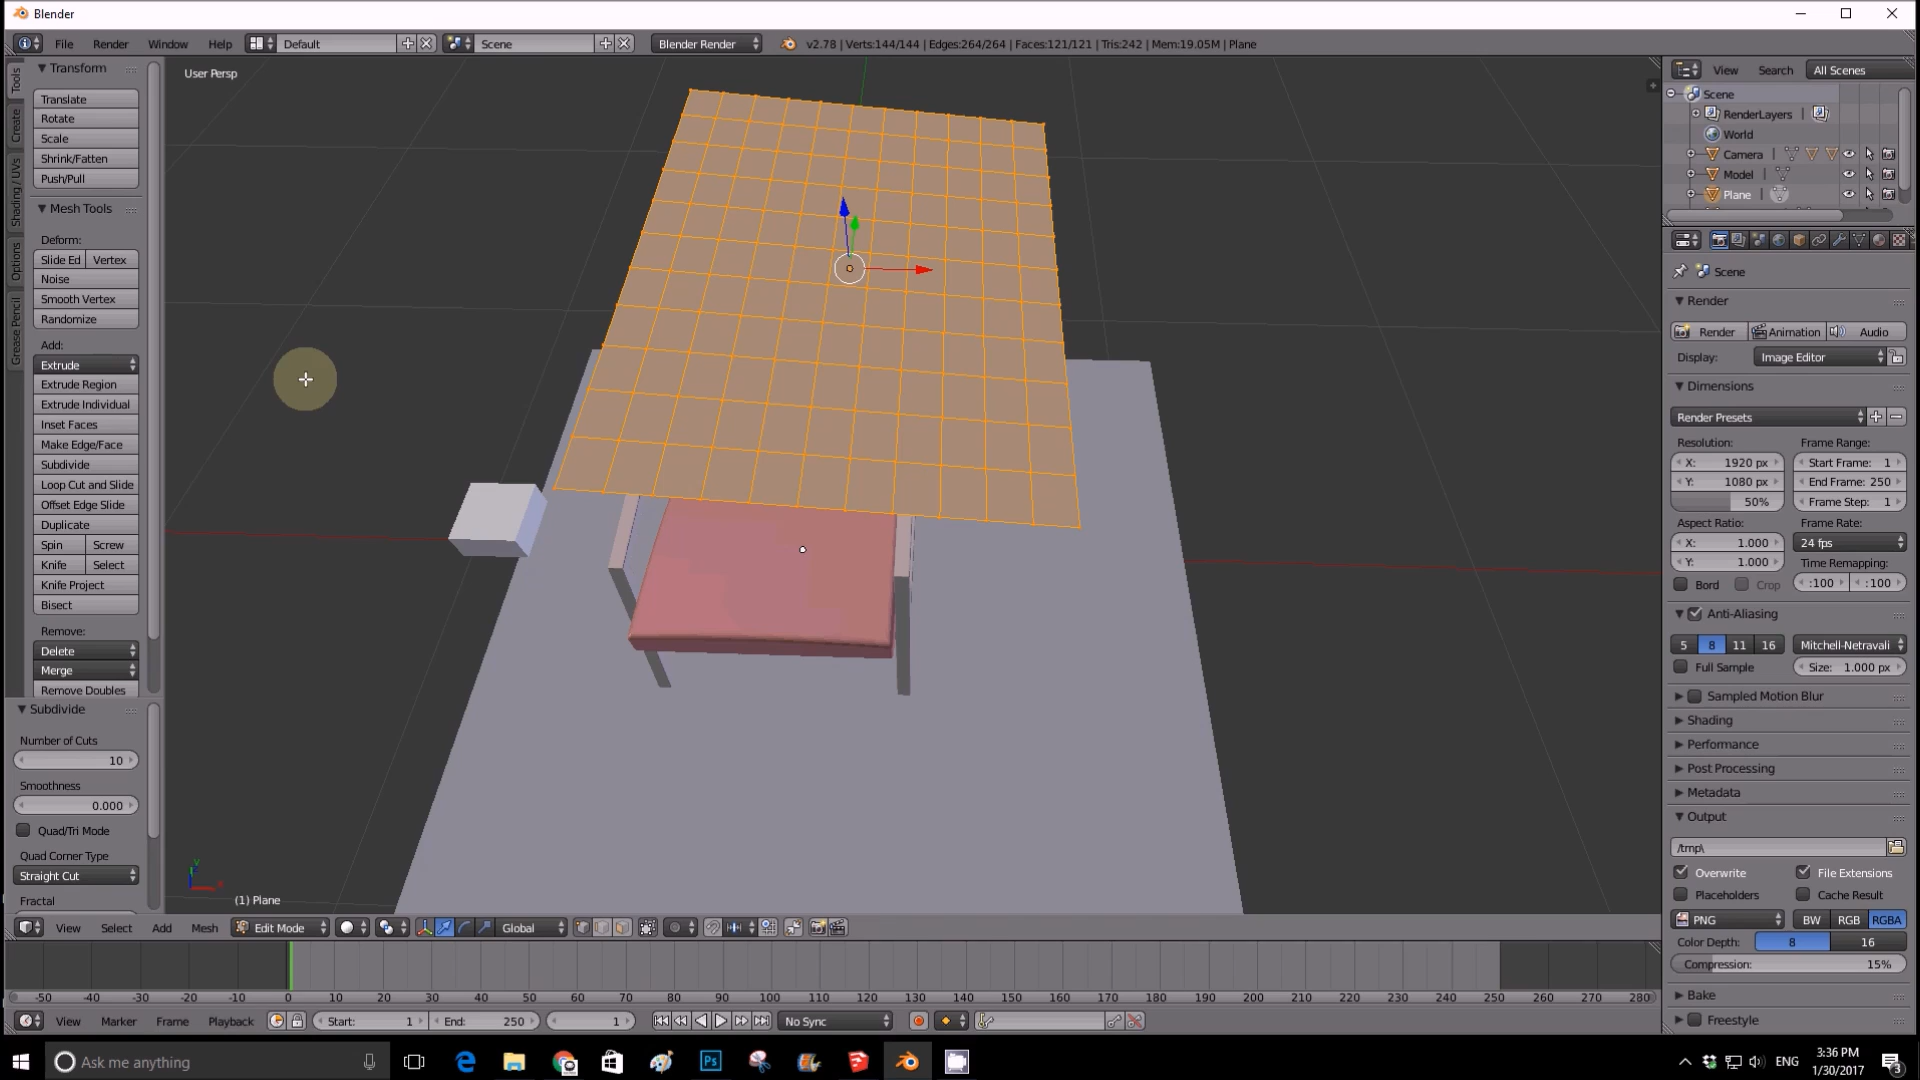 Blender
File Render Window Help Default Scene Blender Render v2.78 | Verts:144/144 | Edges:264/264 | Faces:121/121 | Tris:242 | Mem:19.05M | Plane
Tools
Create
Shading / UVs
Options
Grease Pencil
Transform
Translate
Rotate
Scale
Shrink/Fatten
Push/Pull
Mesh Tools
Deform:
Slide Ed Vertex
Noise
Smooth Vertex
Randomize
Add:
Extrude
Extrude Region
Extrude Individual
Inset Faces
Make Edge/Face
Subdivide
Loop Cut and Slide
Offset Edge Slide
Duplicate
Spin Screw
Knife Select
Knife Project
Bisect
Remove:
Delete
Merge
Remove Doubles
Subdivide
Number of Cuts
10
Smoothness
0.000
Quad/Tri Mode
Quad Corner Type
Straight Cut
Fractal
User Persp
(1) Plane
View Select Add Mesh Edit Mode Global
View Search All Scenes
Scene
RenderLayers
World
Camera
Model
Plane
Scene
Render
Render Animation Audio
Display: Image Editor
Dimensions
Render Presets
Resolution: Frame Range:
X: 1920 px Start Frame: 1
Y: 1080 px End Frame: 250
50% Frame Step: 1
Aspect Ratio: Frame Rate:
X: 1.000 24 fps
Y: 1.000 Time Remapping:
Bord Crop :100 :100
Anti-Aliasing
5 8 11 16 Mitchell-Netravali
Full Sample Size: 1.000 px
Sampled Motion Blur
Shading
Performance
Post Processing
Metadata
Output
/tmp\
Overwrite File Extensions
Placeholders Cache Result
PNG BW RGB RGBA
Color Depth: 8 16
Compression: 15%
Bake
Freestyle
-50 -40 -30 -20 -10 0 10 20 30 40 50 60 70 80 90 100 110 120 130 140 150 160 170 180 190 200 210 220 230 240 250 260 270 280
View Marker Frame Playback Start: 1 End: 250 1 No Sync
Ask me anything
Ps
ENG
3:36 PM
1/30/2017
3